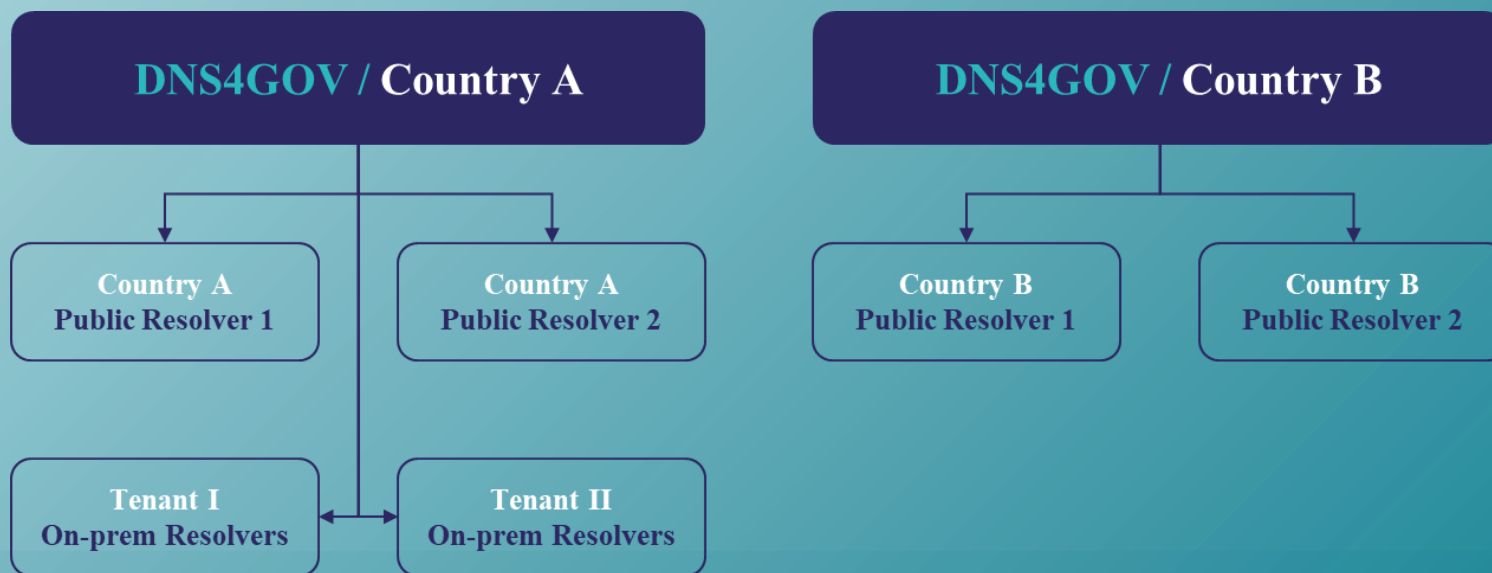 DNS4GOV / Country A
DNS4GOV / Country B
Country A
Public Resolver 1
Country A
Public Resolver 2
Country B
Public Resolver 1
Country B
Public Resolver 2
Tenant I
On-prem Resolvers
Tenant II
On-prem Resolvers